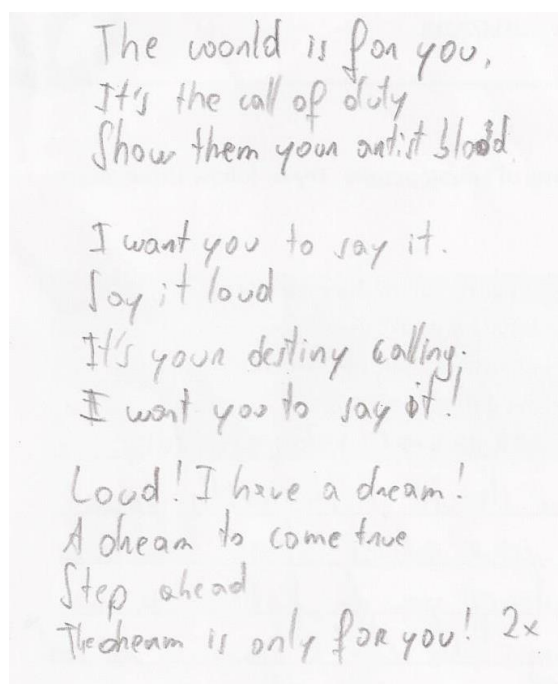 The world is for you,
It's the call of duty
Show them your artist blood.
I want you to say it.
Say it loud
It's your destiny calling.
I want you to say it!
Loud! I have a dream!
A dream to come true
Step ahead
The dream is only for you! 2x